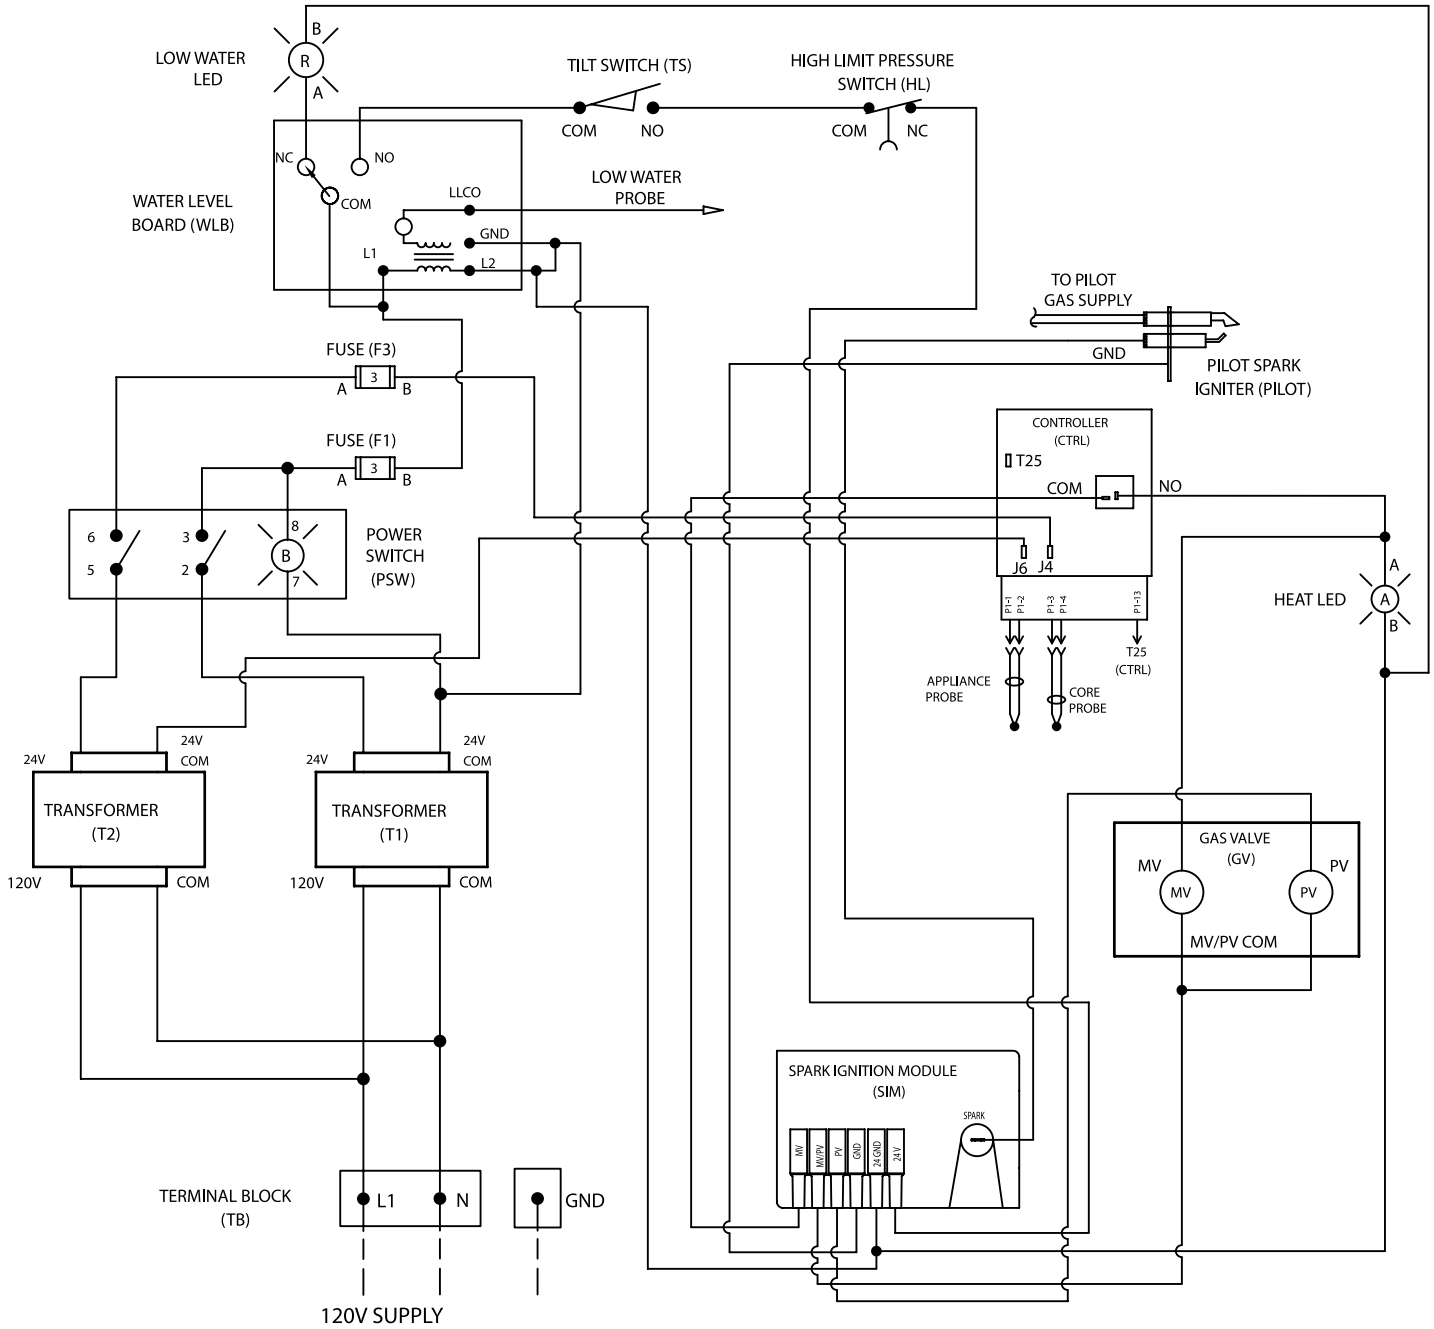 B
LOW WATER
LED
R
A
TILT SWITCH (TS)
COM
NO
HIGH LIMIT PRESSURE
SWITCH (HL)
COM
NC
NC
NO
COM
WATER LEVEL
BOARD (WLB)
LLCO
LOW WATER
PROBE
GND
L1
L2
TO PILOT
GAS SUPPLY
GND
PILOT SPARK
IGNITER (PILOT)
FUSE (F3)
A
3
B
FUSE (F1)
A
3
B
CONTROLLER
(CTRL)
T25
COM
NO
J6
J4
P1-1
P1-2
P1-3
P1-4
P1-13
T25
(CTRL)
APPLIANCE
PROBE
CORE
PROBE
6
5
3
2
8
B
7
POWER
SWITCH
(PSW)
HEAT LED
A
A
B
24V
24V
COM
TRANSFORMER
(T2)
120V
COM
24V
24V
COM
TRANSFORMER
(T1)
120V
COM
GAS VALVE
(GV)
MV
MV
PV
PV
MV/PV COM
SPARK IGNITION MODULE
(SIM)
SPARK
MV
MV/PV
PV
GND
24 GND
24 V
TERMINAL BLOCK
(TB)
L1
N
GND
120V SUPPLY